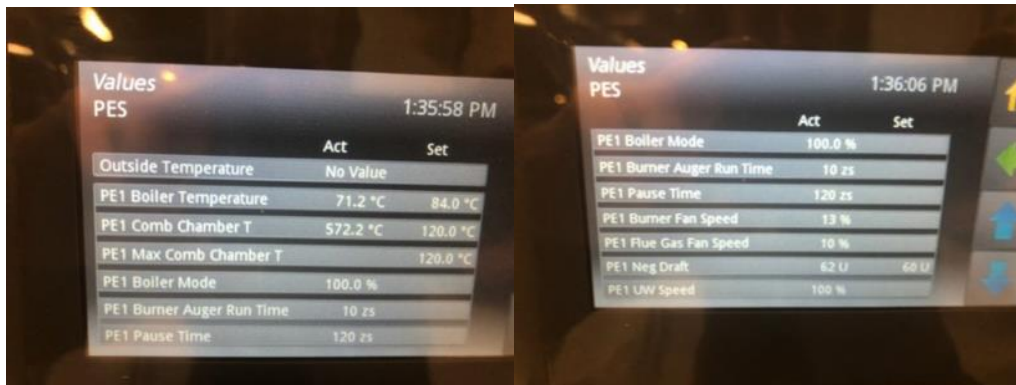 Values
PES 1:35:58 PM
Act Set
Outside Temperature No Value
PE1 Boiler Temperature 71.2 °C 84.0 °C
PE1 Comb Chamber T 572.2 °C 120.0 °C
PE1 Max Comb Chamber T 120.0 °C
PE1 Boiler Mode 100.0 %
PE1 Burner Auger Run Time 10 zs
PE1 Pause Time 120 zs
Values
PES 1:36:06 PM
Act Set
PE1 Boiler Mode 100.0 %
PE1 Burner Auger Run Time 10 zs
PE1 Pause Time 120 zs
PE1 Burner Fan Speed 13 %
PE1 Flue Gas Fan Speed 10 %
PE1 Neg Draft 62 U 60 U
PE1 UW Speed 100 %